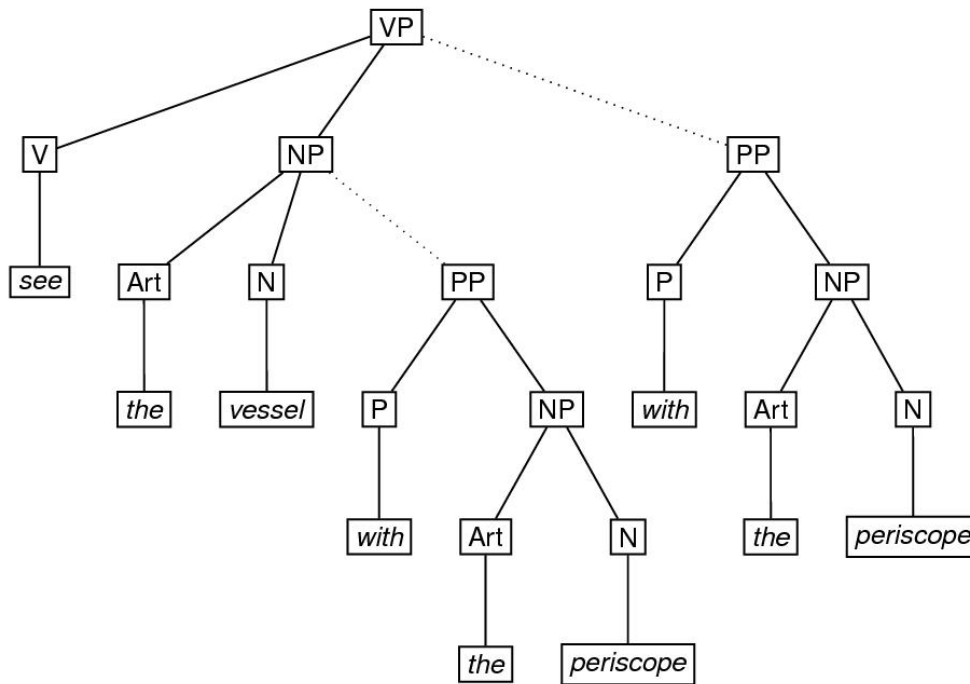 VP
V NP PP
see Art N PP P NP
the vessel P NP with Art N
with Art N the periscope
the periscope